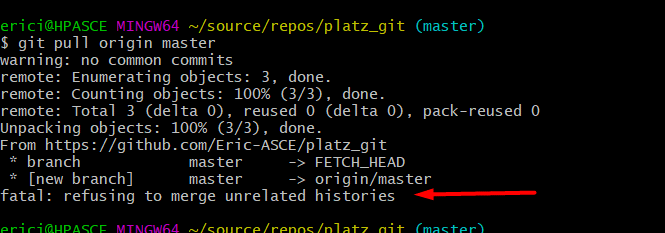 erici@HPASCE MINGW64 ~/source/repos/platz_git (master)
$ git pull origin master
warning: no common commits
remote: Enumerating objects: 3, done.
remote: Counting objects: 100% (3/3), done.
remote: Total 3 (delta 0), reused 0 (delta 0), pack-reused 0
Unpacking objects: 100% (3/3), done.
From https://github.com/Eric-ASCE/platz_git
 * branch            master     -> FETCH_HEAD
 * [new branch]      master     -> origin/master
fatal: refusing to merge unrelated histories
erici@HPASCE MINGW64 ~/source/repos/platz_git (master)